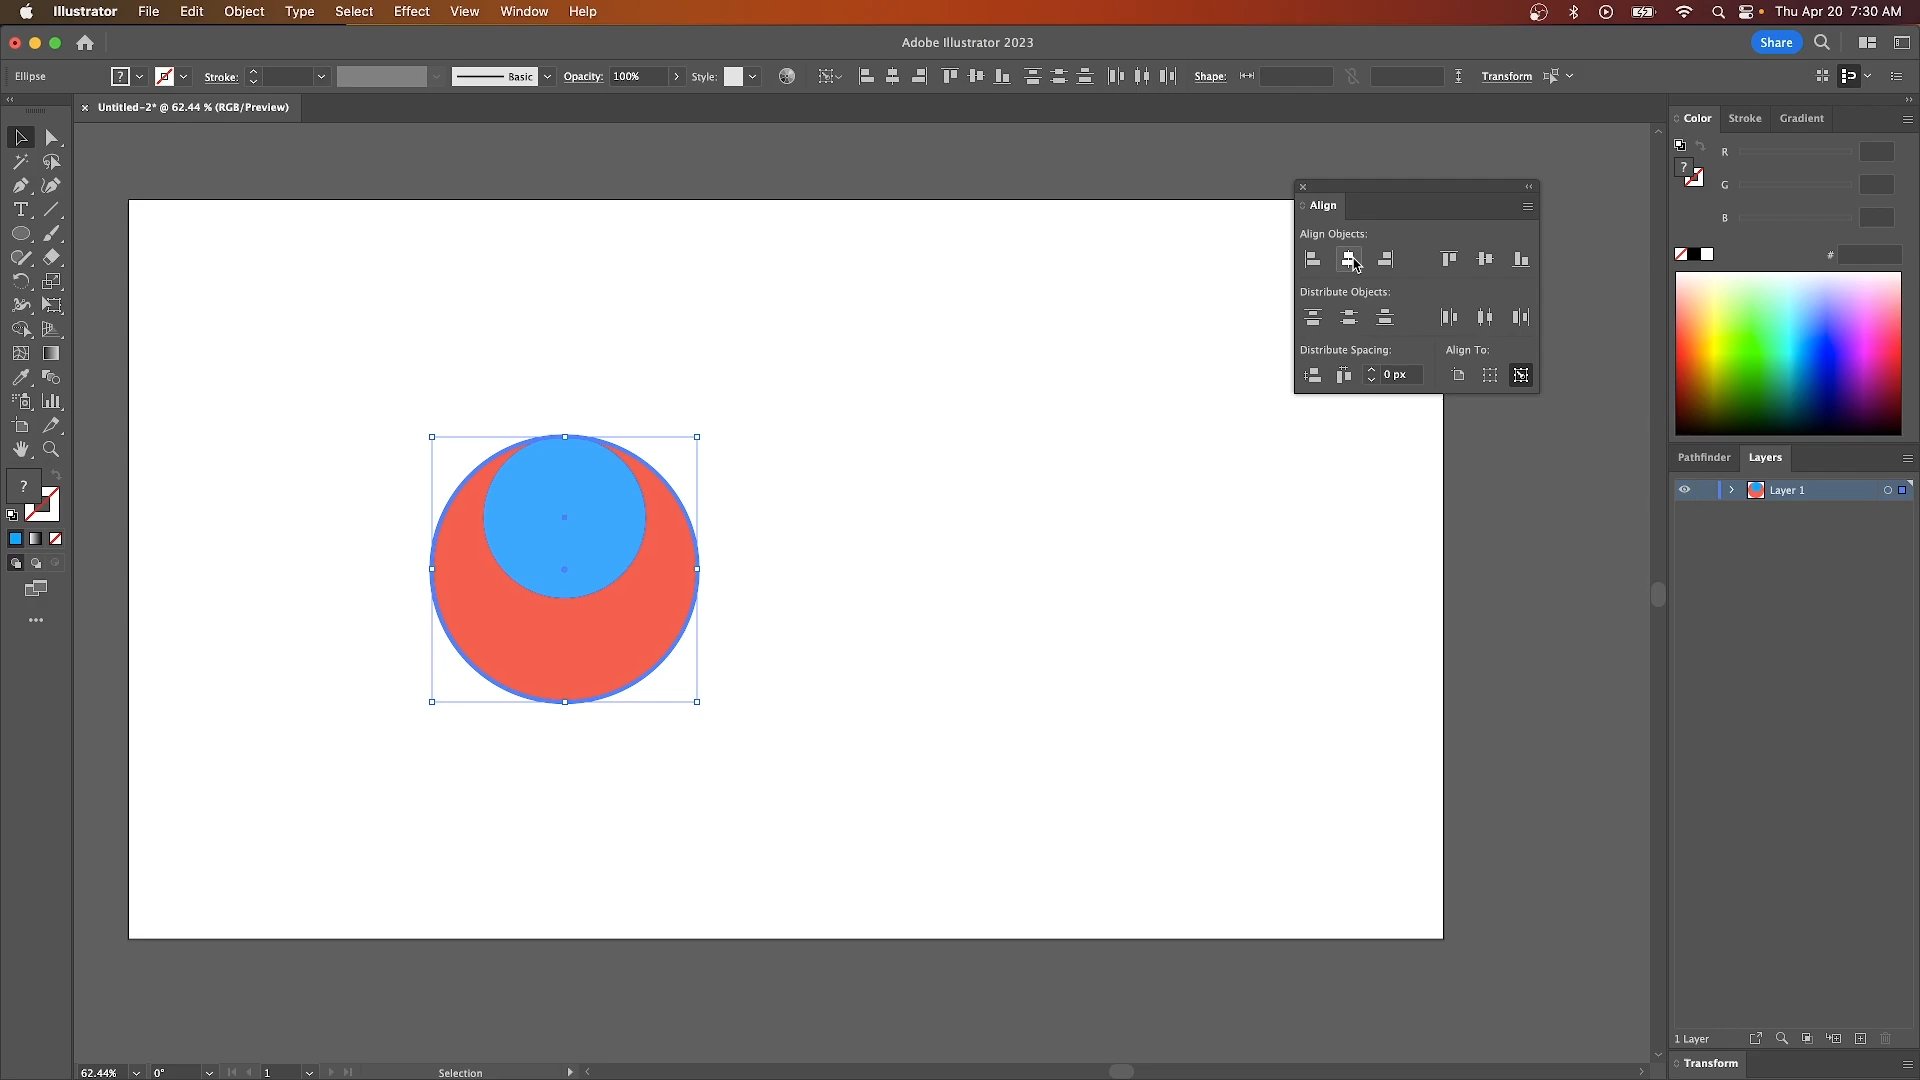 Illustrator File Edit Object Type Select Effect View Window Help Thu Apr 20 7:30 AM
Adobe Illustrator 2023 Share
Ellipse ? Stroke: Basic Opacity: 100% Style: Shape: Transform
Untitled-2* @ 62.44 % (RGB/Preview)
Color Stroke Gradient
R
?
G
B
#
Align
Align Objects:
Distribute Objects:
Distribute Spacing: Align To:
0 px
T
?
Pathfinder Layers
Layer 1
1 Layer
Transform
62.44% 0° 1 Selection